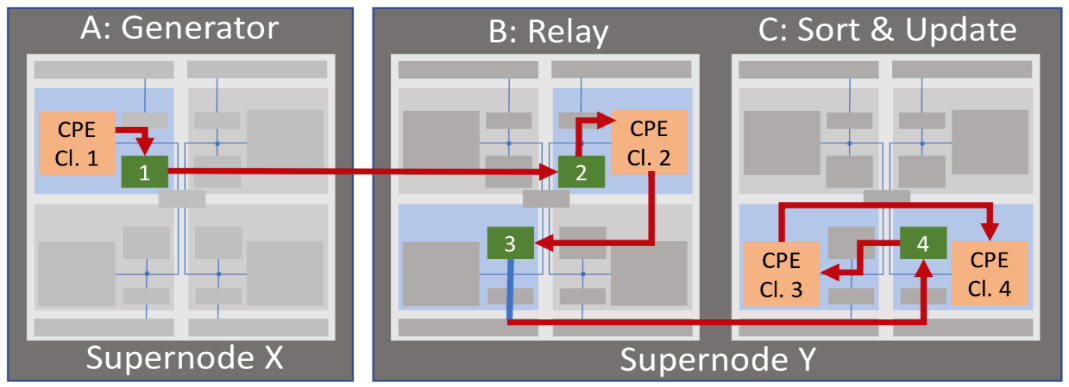 A: Generator
B: Relay
C: Sort & Update
CPE
Cl. 1
1
2
CPE
Cl. 2
3
CPE
Cl. 3
4
CPE
Cl. 4
Supernode X
Supernode Y